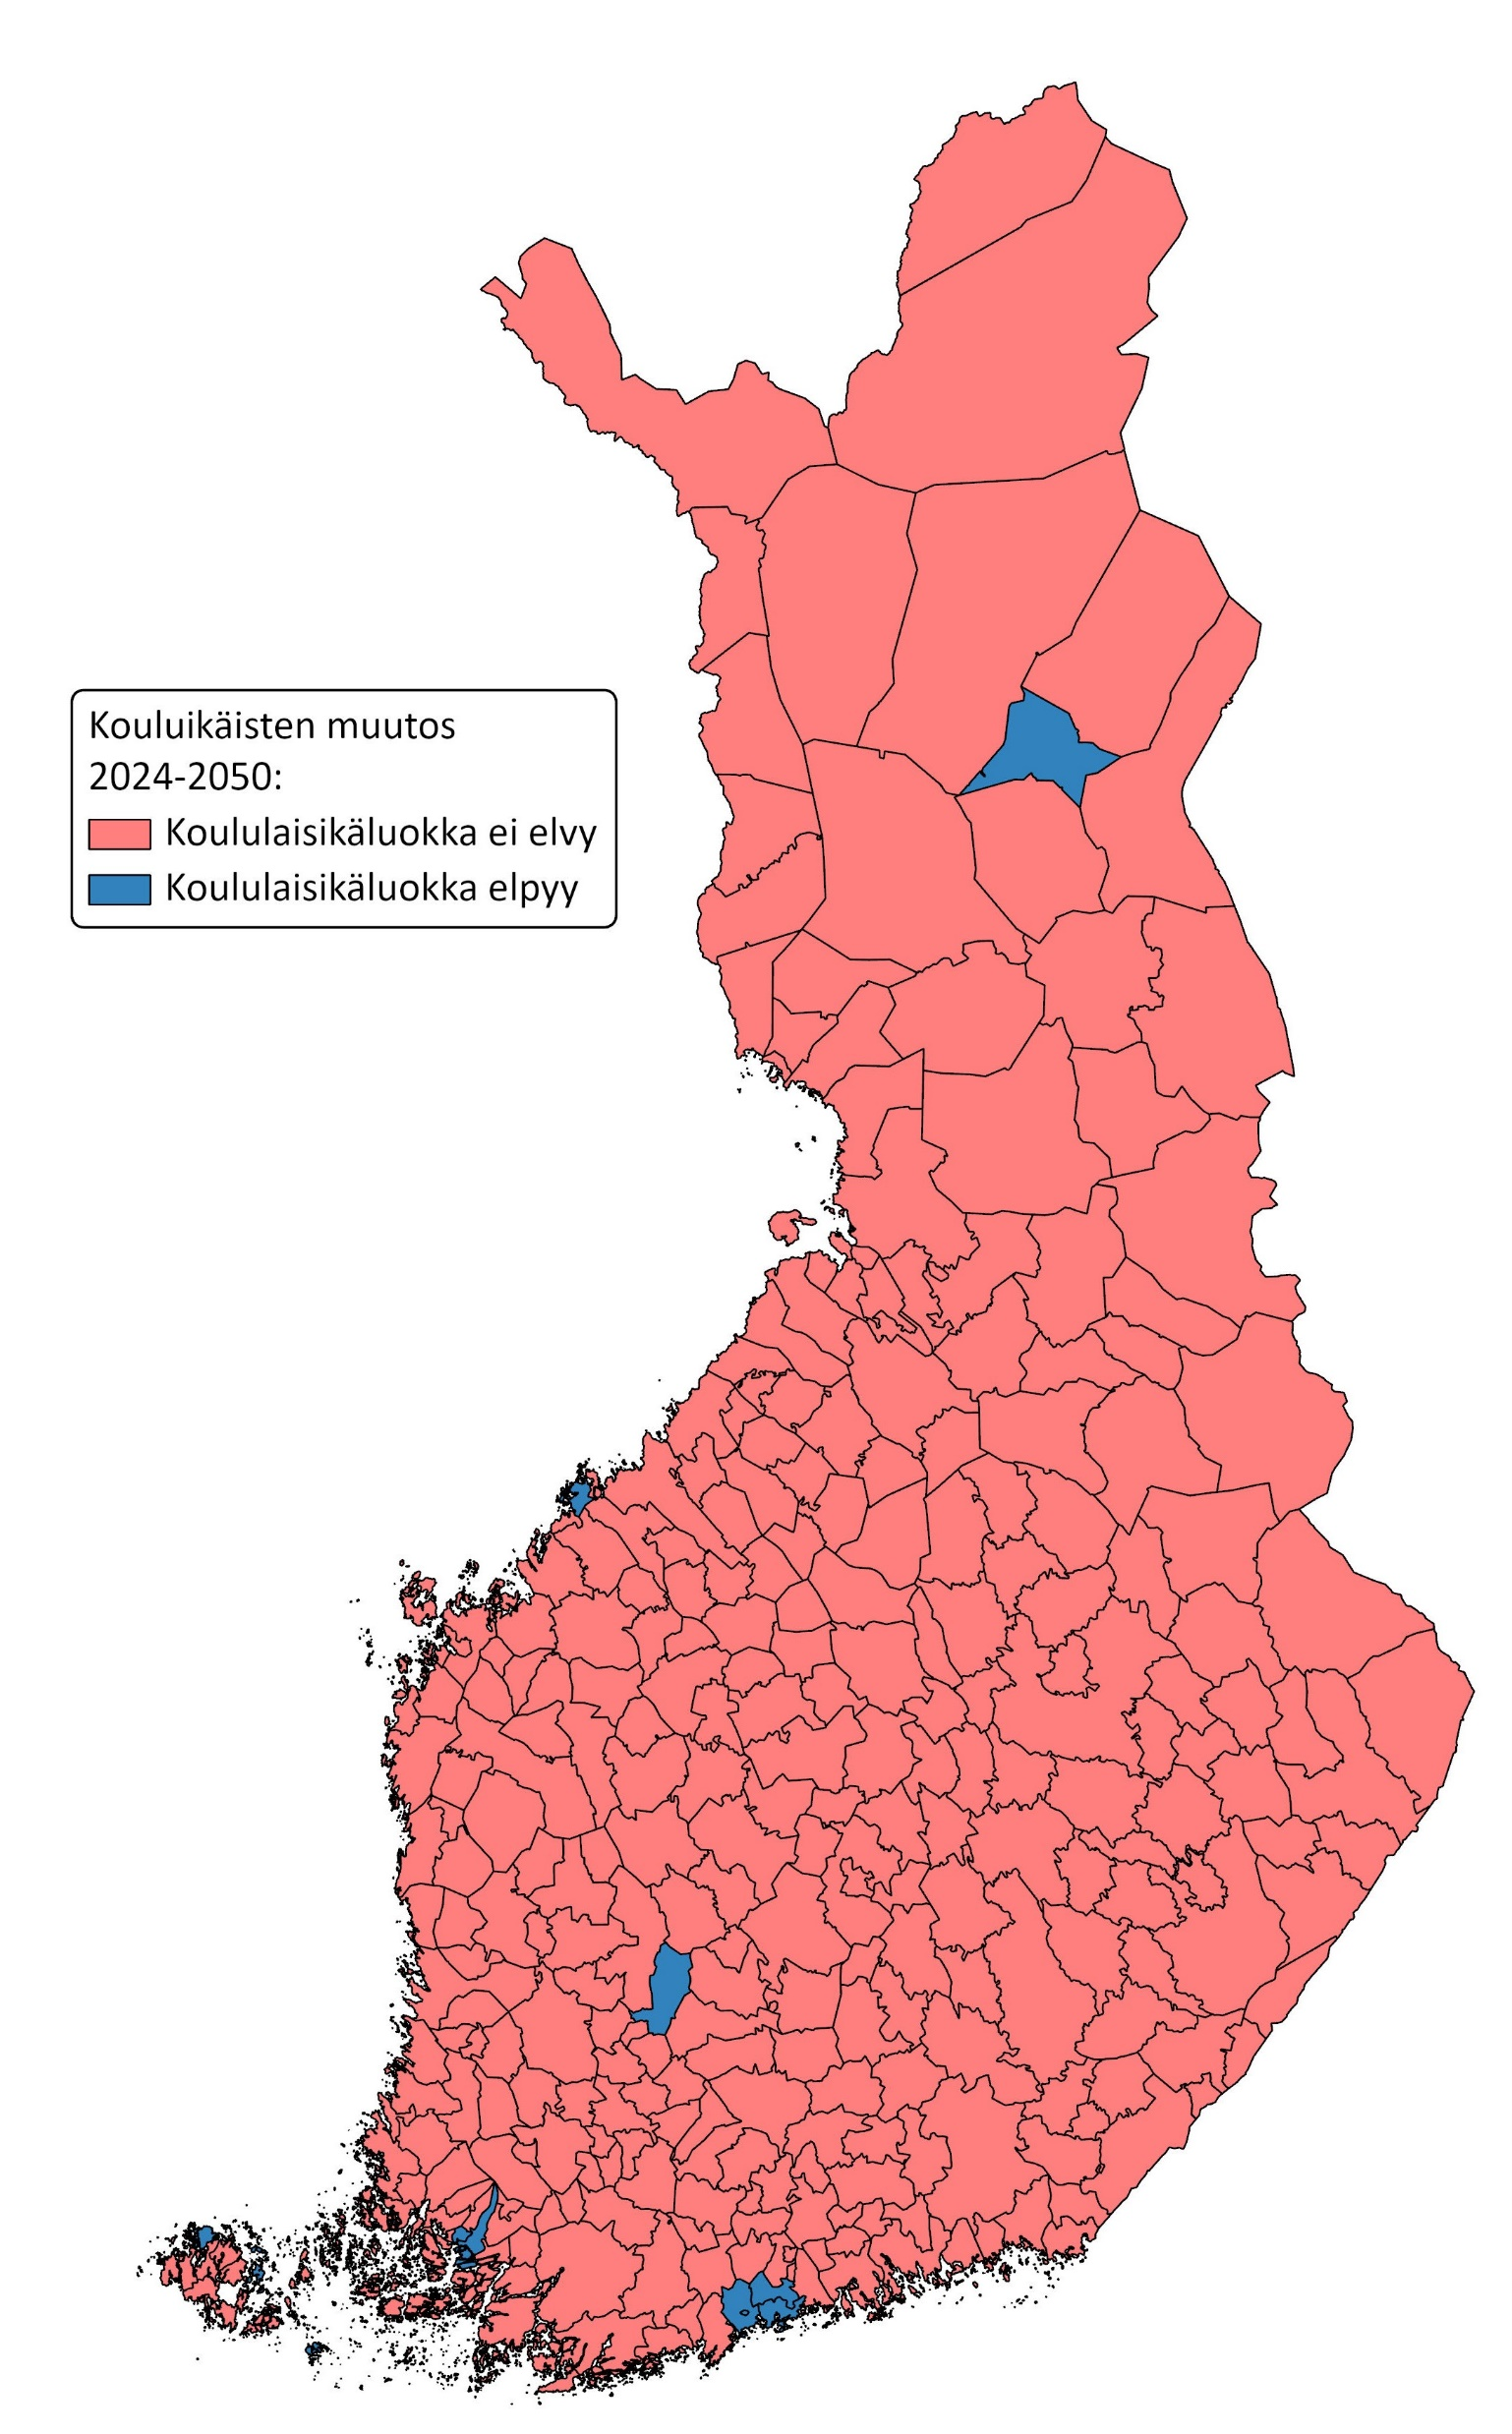 Kouluikäisten muutos
2024-2050:
Koululaisikäluokka ei elvy
Koululaisikäluokka elpyy